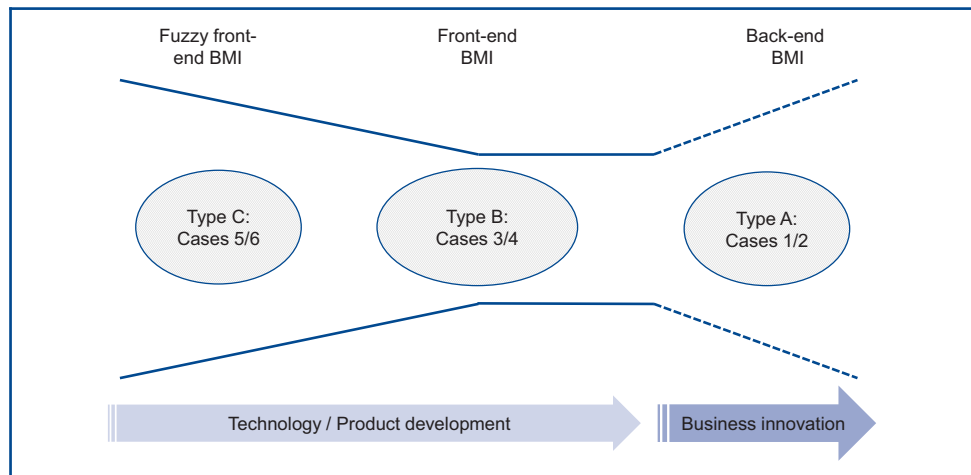 Fuzzy front-
end BMI
Front-end
BMI
Back-end
BMI
Type C:
Cases 5/6
Type B:
Cases 3/4
Type A:
Cases 1/2
Technology / Product development
Business innovation